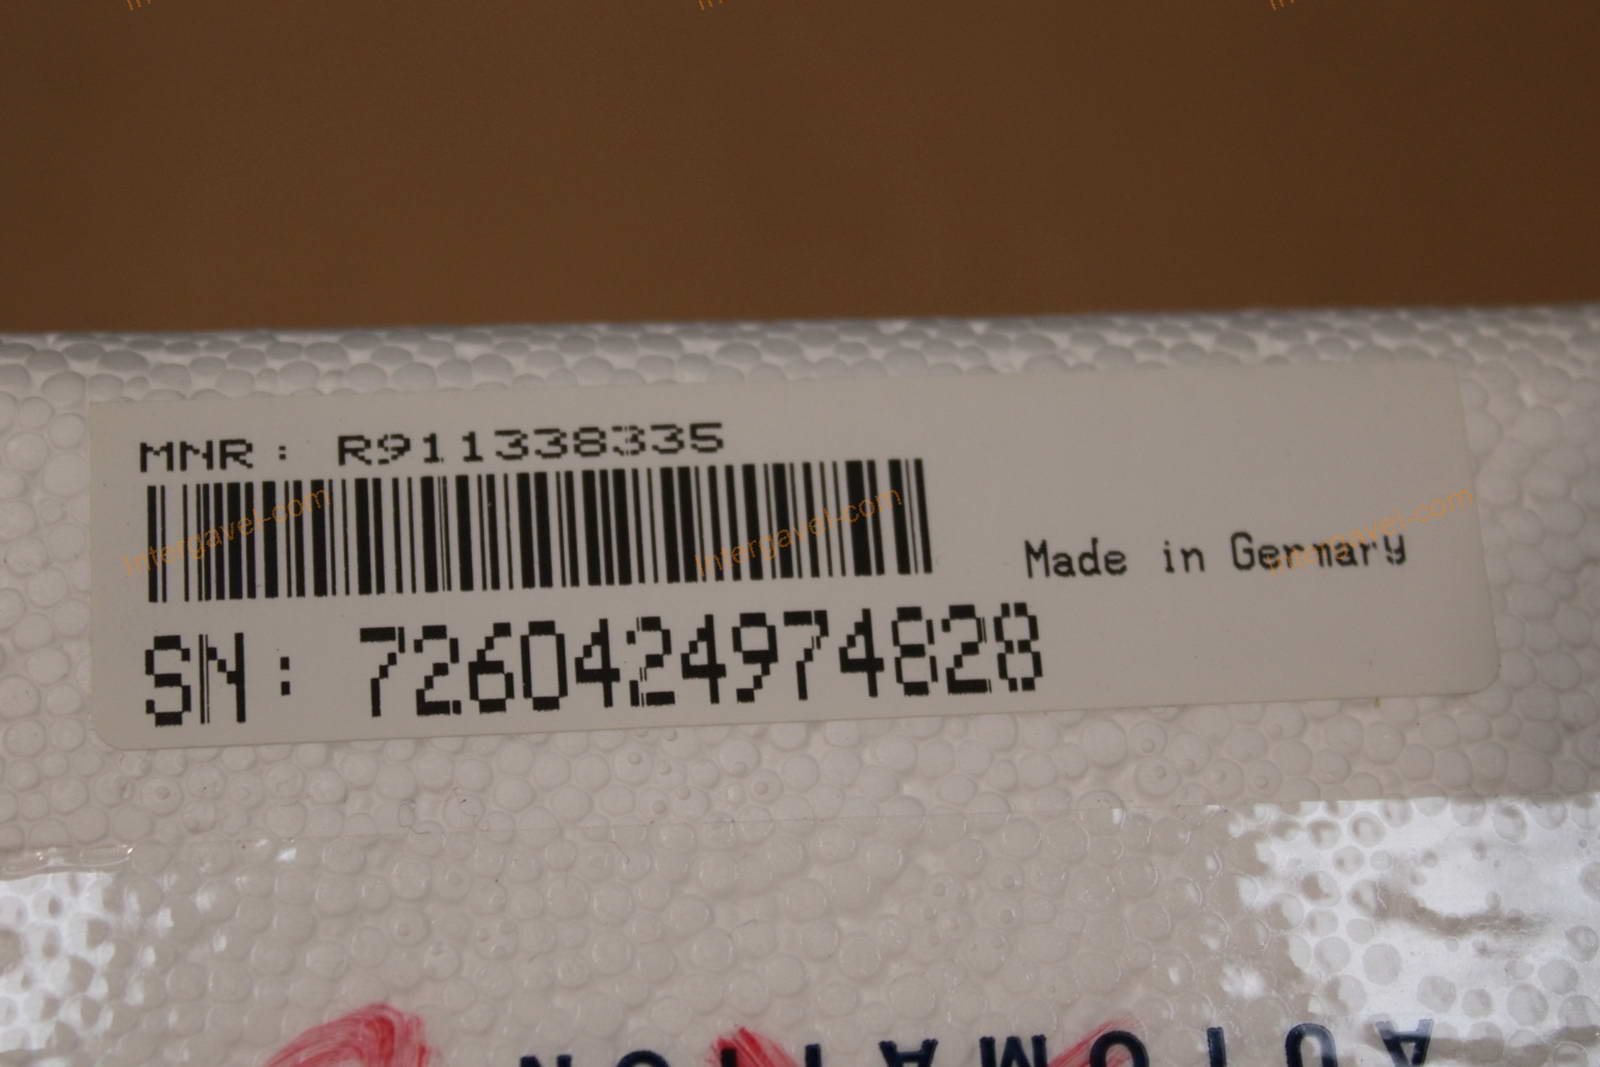 MNR: R911338335
Made in Germany
SN: 7260424974828
AUTOMATION
Intergavel-com
Intergavel-com
Intergavel-com